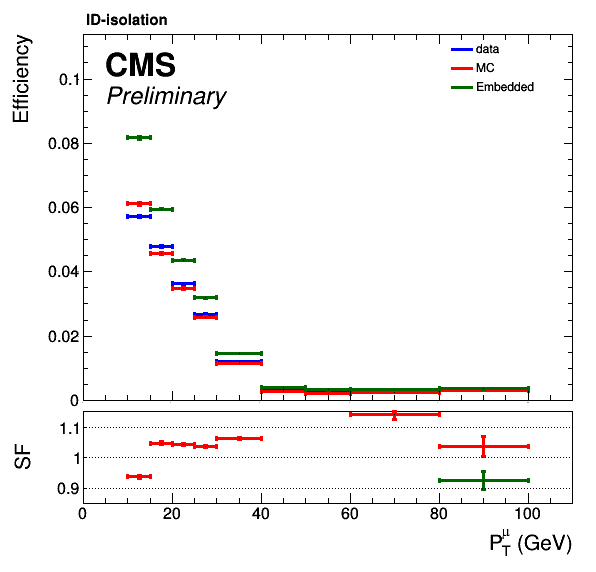 ID-isolation
Efficiency
CMS
Preliminary
data
MC
Embedded
0.1
0.08
0.06
0.04
0.02
0
SF
1.1
1
0.9
0 20 40 60 80 100
P_T^μ (GeV)